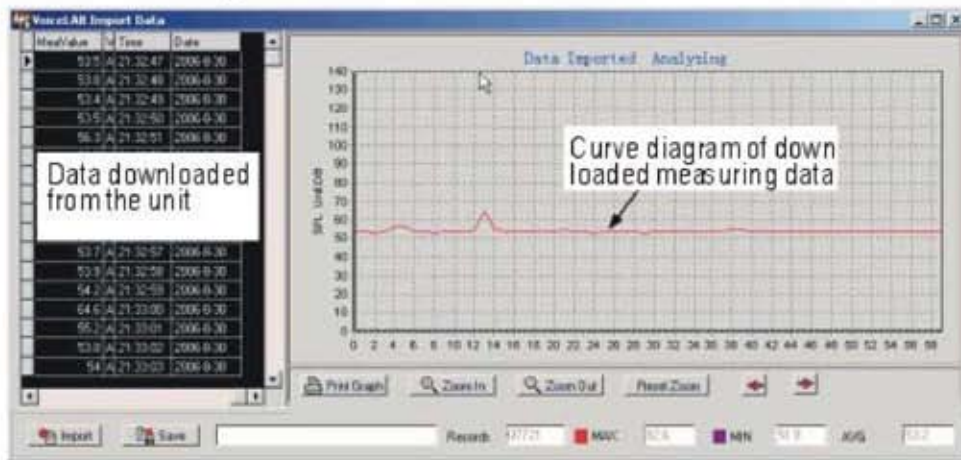 VoiceLAB Import Data
MeaValue Time Date
53.5 A 21:32:47 2006-8-30
53.8 A 21:32:48 2006-8-30
53.4 A 21:32:49 2006-8-30
53.5 A 21:32:50 2006-8-30
56.3 A 21:32:51 2006-8-30
Data downloaded
from the unit
53.7 A 21:32:57 2006-8-30
53.9 A 21:32:58 2006-8-30
54.2 A 21:32:59 2006-8-30
64.6 A 21:33:00 2006-8-30
55.2 A 21:33:01 2006-8-30
53.8 A 21:33:02 2006-8-30
54 A 21:33:03 2006-8-30
Data Imported Analyzing
140
130
120
110
100
90
80
70
60
50
40
30
20
10
0
SPL Unit:DB
Curve diagram of down
loaded measuring data
0 2 4 6 8 10 12 14 16 18 20 22 24 26 28 30 32 34 36 38 40 42 44 46 48 50 52 54 56 58
Print Graph Zoom In Zoom Out Preset Zoom
Import Save Records MAX: MIN AVG